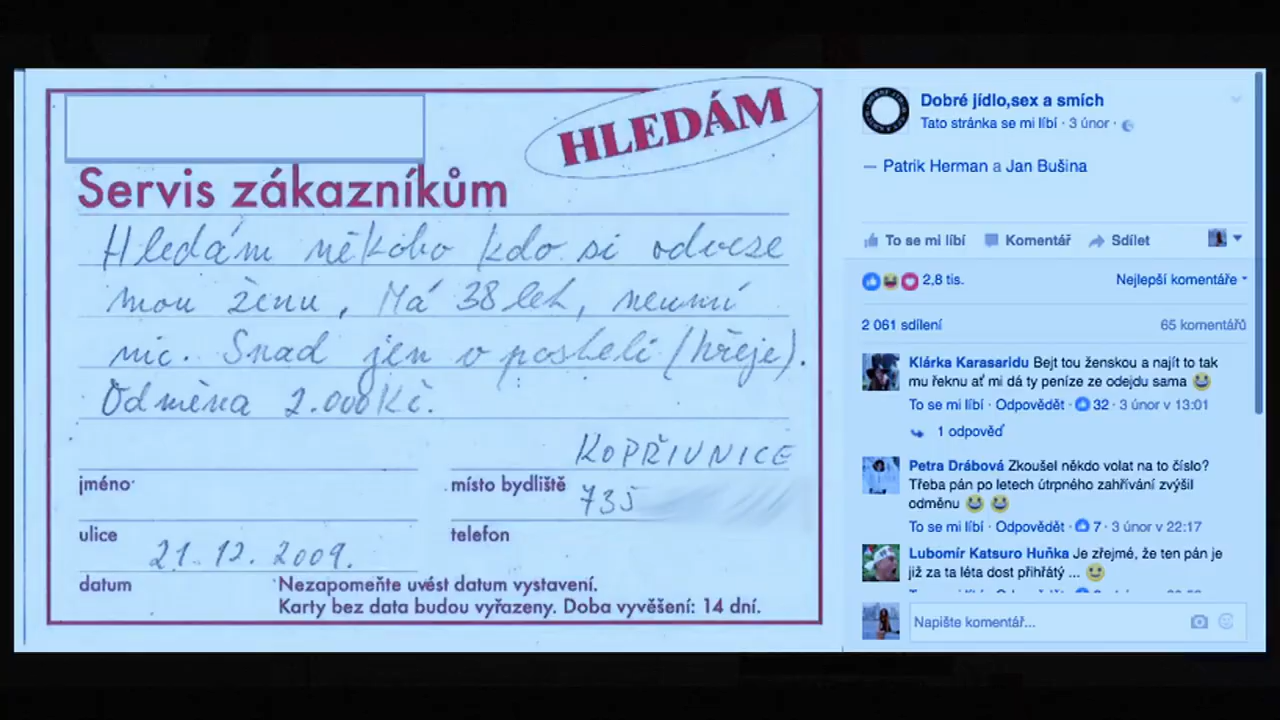 HLEDÁM
Servis zákazníkům
Hledám někoho kdo si odveze
mou ženu, Má 38 let, neumí
nic. Snad jen v posteli (hřeje).
Odměna 2.000Kč.
KOPŘIVNICE
jméno
místo bydliště
735
ulice
telefon
21. 12. 2009.
datum
Nezapomeňte uvést datum vystavení.
Karty bez data budou vyřazeny. Doba vyvěšení: 14 dní.
Dobré jídlo,sex a smích
Tato stránka se mi líbí · 3 únor ·
— Patrik Herman a Jan Bušina
To se mi líbí Komentář Sdílet
2,8 tis. Nejlepší komentáře
2 061 sdílení 65 komentářů
Klárka Karasaridu Bejt tou ženskou a najít to tak
mu řeknu ať mi dá ty peníze ze odejdu sama
To se mi líbí · Odpovědět · 32 · 3 únor v 13:01
1 odpověď
Petra Drábová Zkoušel někdo volat na to číslo?
Třeba pán po letech útrpného zahřívání zvýšil
odměnu
To se mi líbí · Odpovědět · 7 · 3 únor v 22:17
Lubomír Katsuro Huňka Je zřejmé, že ten pán je
již za ta léta dost přihřátý ...
Napište komentář...